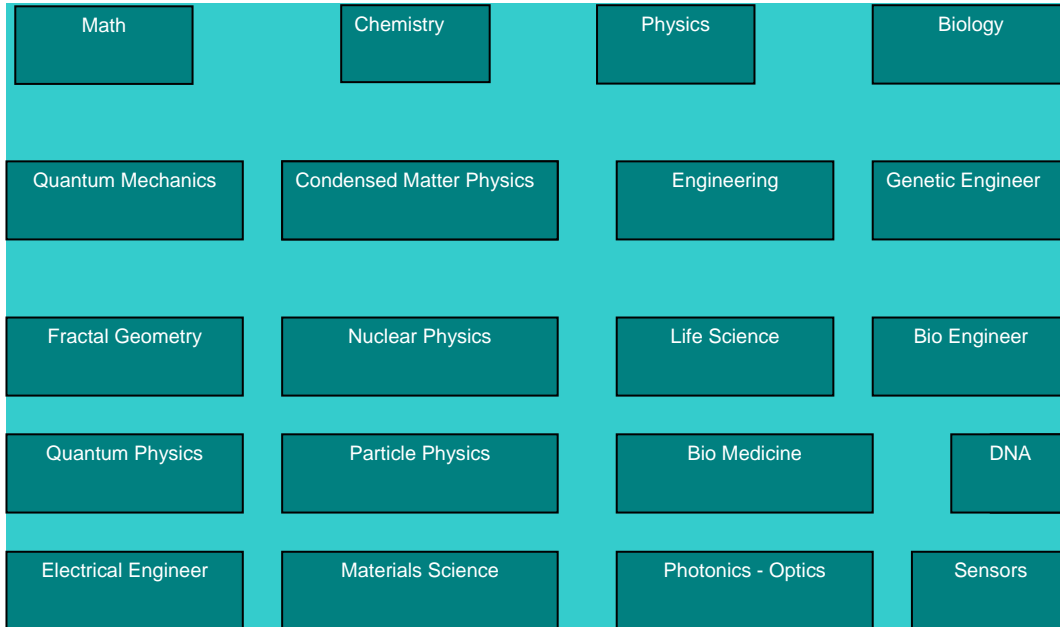 Math
Chemistry
Physics
Biology
Quantum Mechanics
Condensed Matter Physics
Engineering
Genetic Engineer
Fractal Geometry
Nuclear Physics
Life Science
Bio Engineer
Quantum Physics
Particle Physics
Bio Medicine
DNA
Electrical Engineer
Materials Science
Photonics - Optics
Sensors